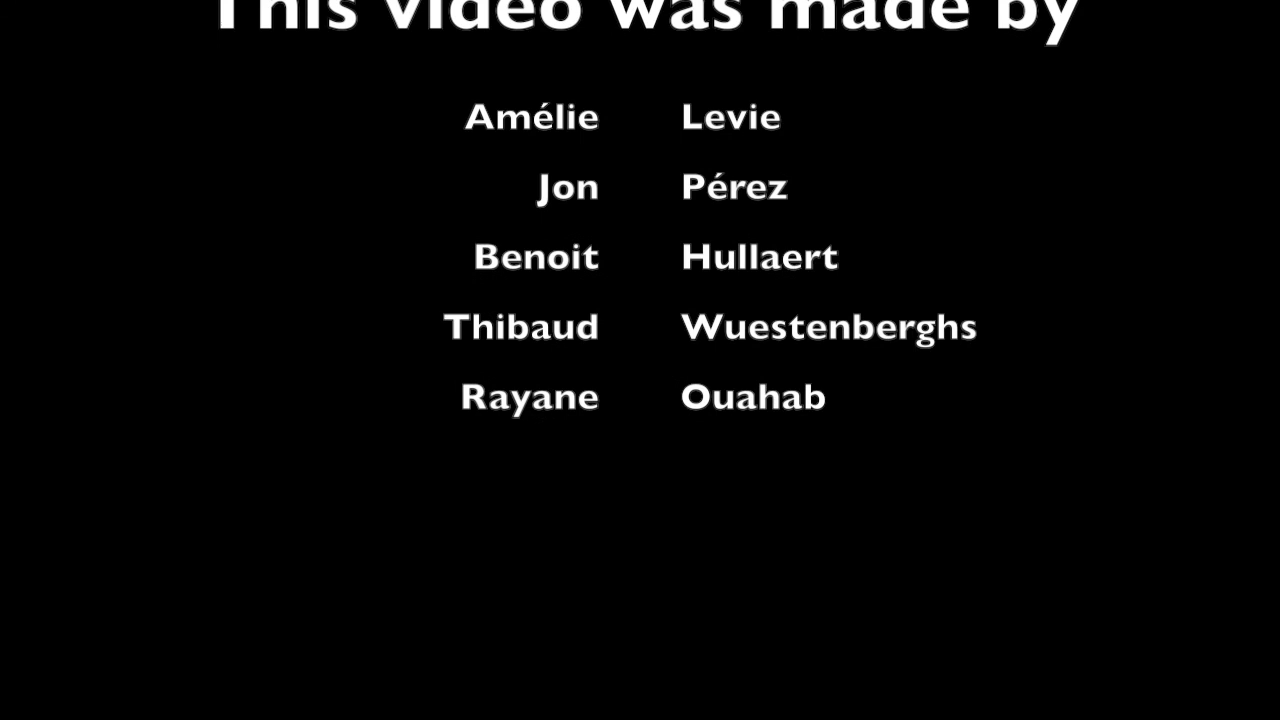 This video was made by
Amélie Levie
Jon Pérez
Benoit Hullaert
Thibaud Wuestenberghs
Rayane Ouahab